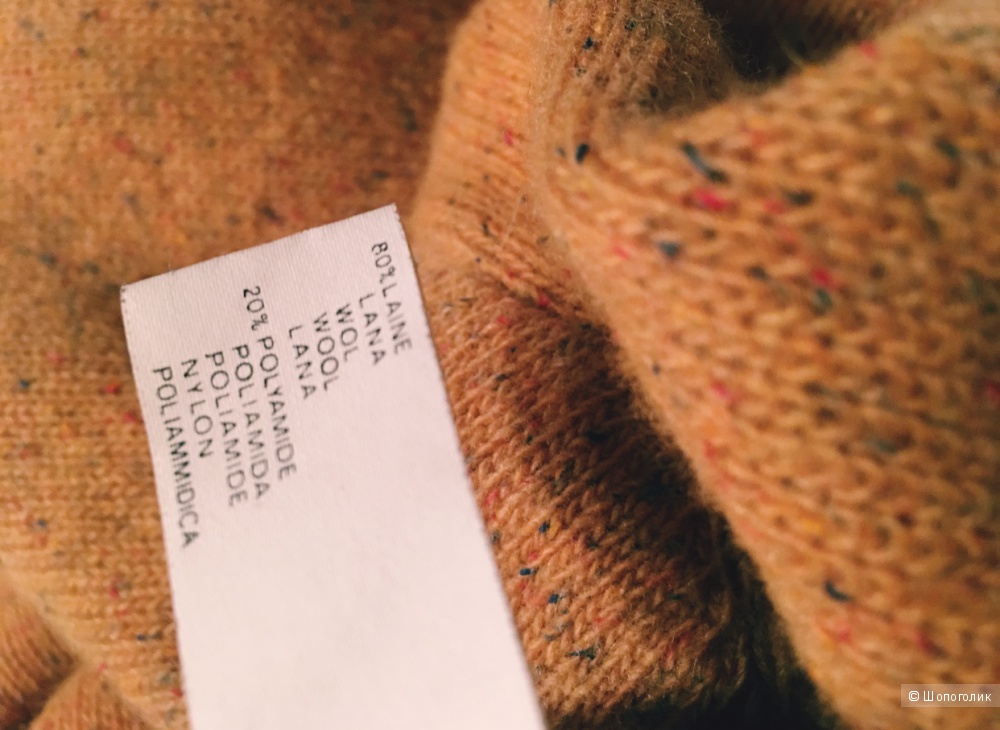 80% LAINE
LANA
WOL
WOOL
LANA
20% POLYAMIDE
POLIAMIDA
POLIAMIDE
NYLON
POLIAMMIDICA
© Шопоголик